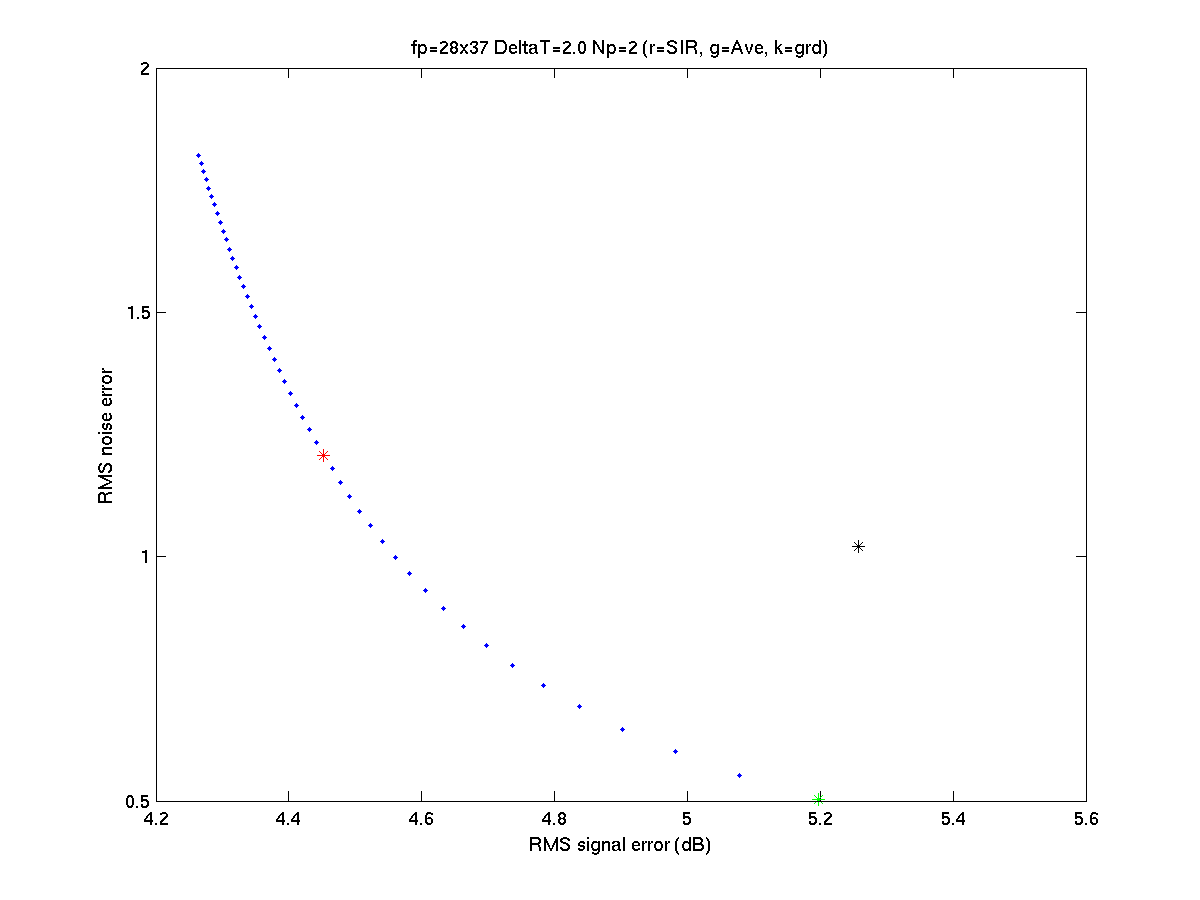 fp=28x37 DeltaT=2.0 Np=2 (r=SIR, g=Ave, k=grd)
2
1.5
1
0.5
RMS noise error
4.2 4.4 4.6 4.8 5 5.2 5.4 5.6
RMS signal error (dB)